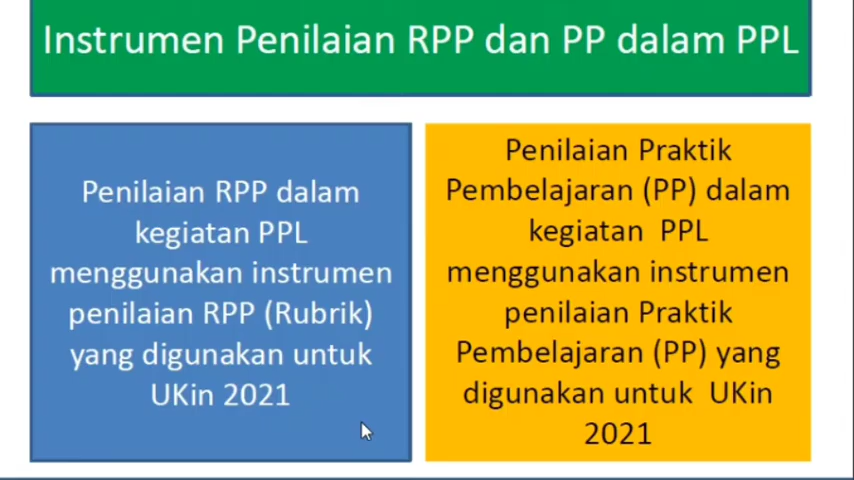 Instrumen Penilaian RPP dan PP dalam PPL
Penilaian RPP dalam
kegiatan PPL
menggunakan instrumen
penilaian RPP (Rubrik)
yang digunakan untuk
UKin 2021
Penilaian Praktik
Pembelajaran (PP) dalam
kegiatan PPL
menggunakan instrumen
penilaian Praktik
Pembelajaran (PP) yang
digunakan untuk UKin
2021